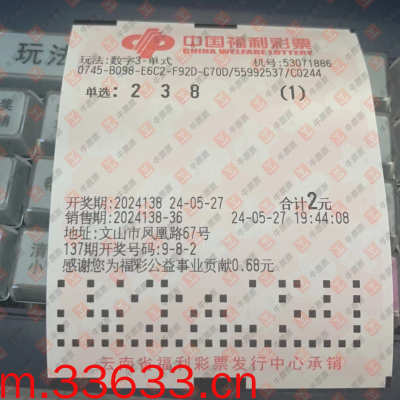 中国福利彩票
CHINA WELFARE LOTTERY
玩法:数字3-单式 机号:53071886
0745-B098-E6C2-F92D-C70D/55992537/C0244
单选: 2 3 8 (1)
开奖期:2024138 24-05-27 合计2元
销售期:2024138-36 24-05-27 19:44:08
地址:文山市凤凰路67号
137期开奖号码:9-8-2
感谢您为福彩公益事业贡献0.68元
云南省福利彩票发行中心承销
m.33633.cn
玩法